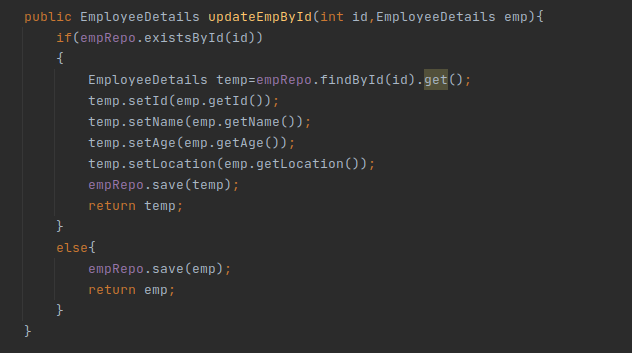 public EmployeeDetails updateEmpById(int id,EmployeeDetails emp){
if(empRepo.existsById(id))
{
EmployeeDetails temp=empRepo.findById(id).get();
temp.setId(emp.getId());
temp.setName(emp.getName());
temp.setAge(emp.getAge());
temp.setLocation(emp.getLocation());
empRepo.save(temp);
return temp;
}
else{
empRepo.save(emp);
return emp;
}
}